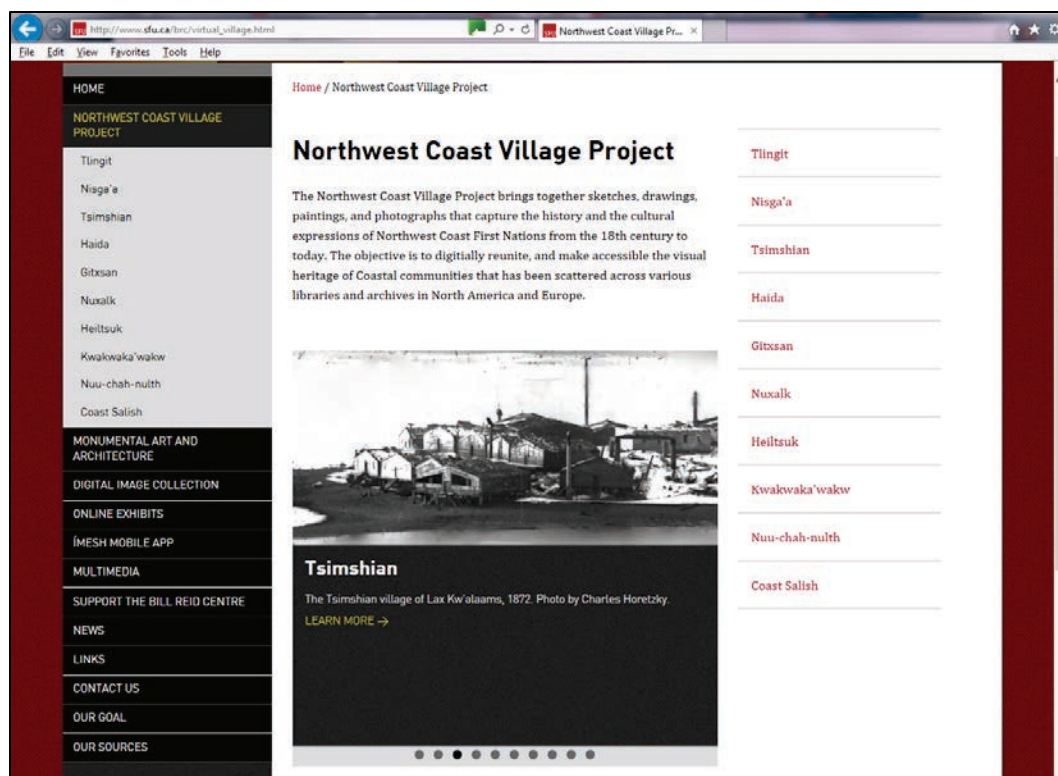 http://www.sfu.ca/brc/virtual_village.html
SFU Northwest Coast Village Pr...
File Edit View Favorites Tools Help
HOME
NORTHWEST COAST VILLAGE
PROJECT
Tlingit
Nisga'a
Tsimshian
Haida
Gitxsan
Nuxalk
Heiltsuk
Kwakwaka'wakw
Nuu-chah-nulth
Coast Salish
MONUMENTAL ART AND
ARCHITECTURE
DIGITAL IMAGE COLLECTION
ONLINE EXHIBITS
ÍMESH MOBILE APP
MULTIMEDIA
SUPPORT THE BILL REID CENTRE
NEWS
LINKS
CONTACT US
OUR GOAL
OUR SOURCES
Home / Northwest Coast Village Project
Northwest Coast Village Project
The Northwest Coast Village Project brings together sketches, drawings,
paintings, and photographs that capture the history and the cultural
expressions of Northwest Coast First Nations from the 18th century to
today. The objective is to digitially reunite, and make accessible the visual
heritage of Coastal communities that has been scattered across various
libraries and archives in North America and Europe.
Tsimshian
The Tsimshian village of Lax Kw'alaams, 1872. Photo by Charles Horetzky.
LEARN MORE →
Tlingit
Nisga'a
Tsimshian
Haida
Gitxsan
Nuxalk
Heiltsuk
Kwakwaka'wakw
Nuu-chah-nulth
Coast Salish